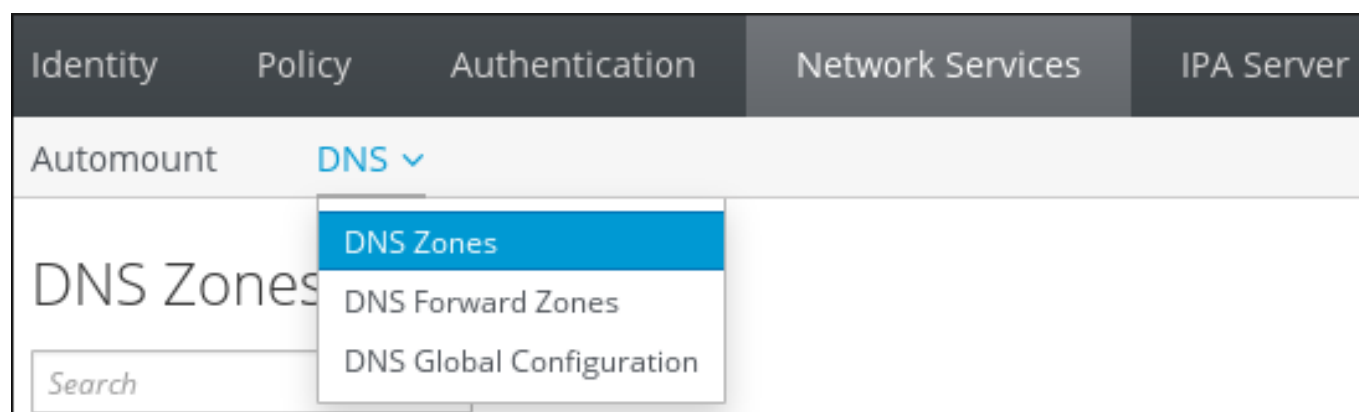 Identity Policy Authentication Network Services IPA Server
Automount DNS
DNS Zones
DNS Zones
DNS Forward Zones
DNS Global Configuration
Search